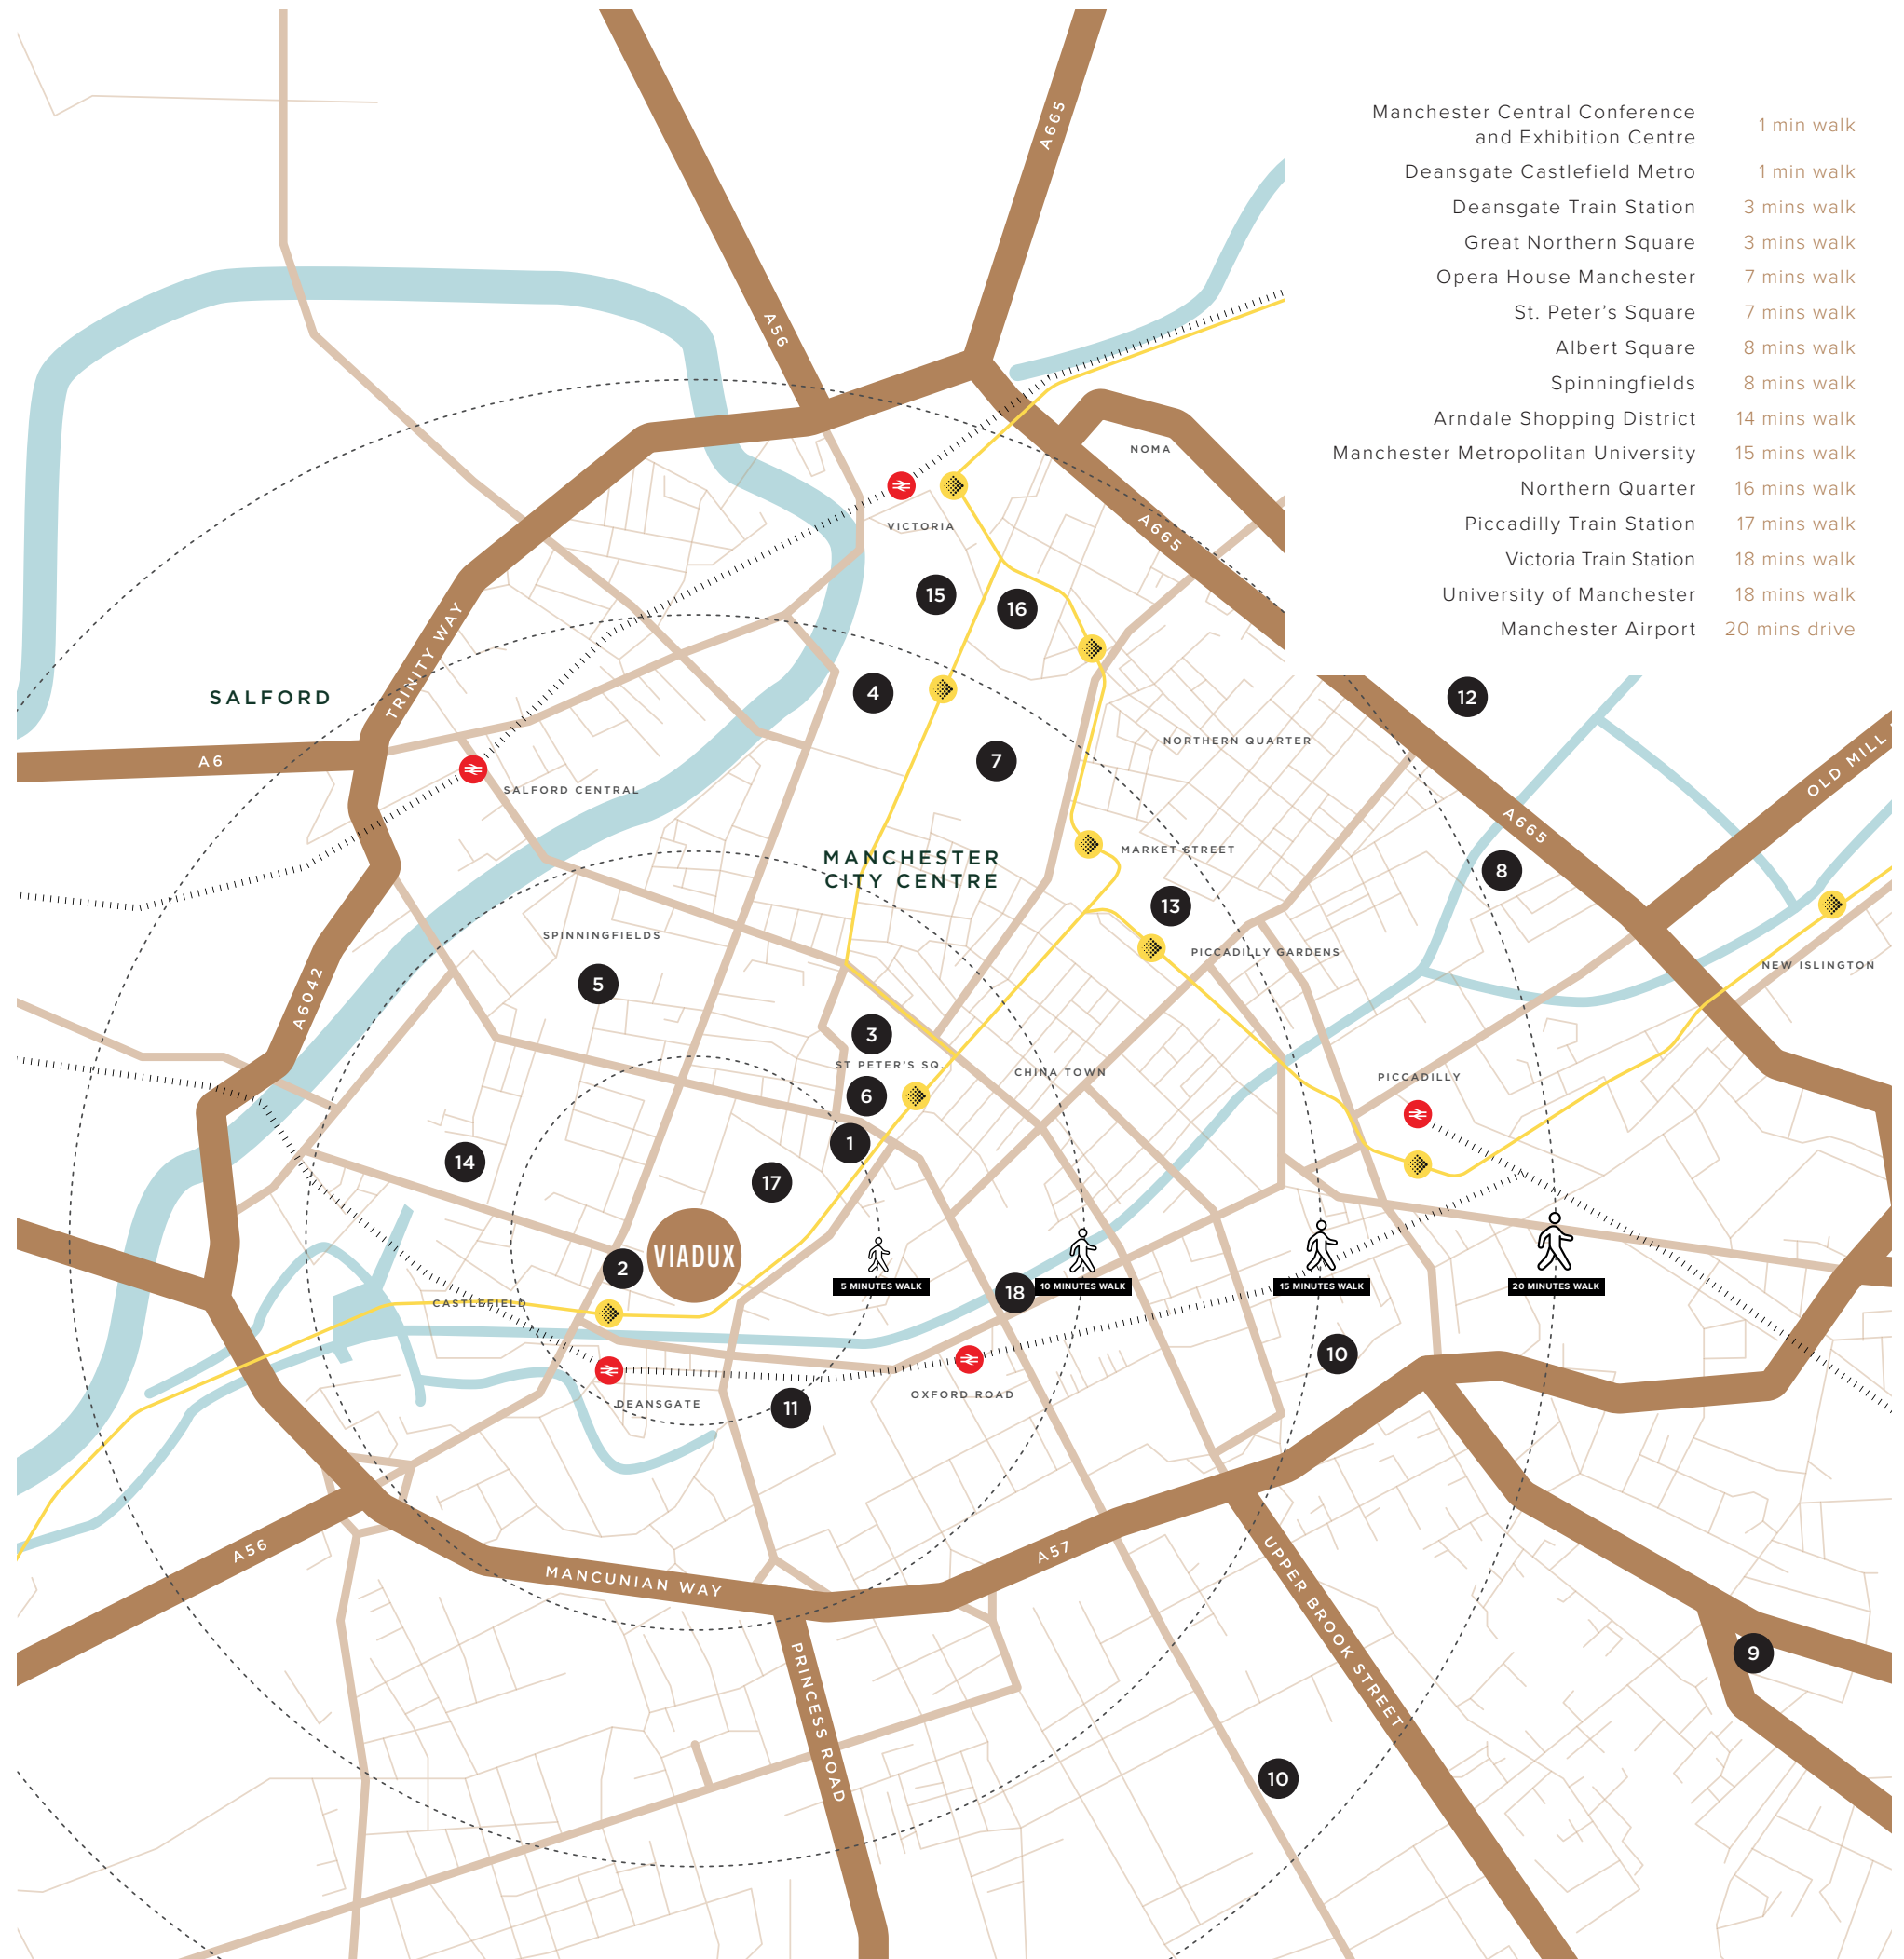 Manchester Central Conference
and Exhibition Centre 1 min walk
Deansgate Castlefield Metro 1 min walk
Deansgate Train Station 3 mins walk
Great Northern Square 3 mins walk
Opera House Manchester 7 mins walk
St. Peter’s Square 7 mins walk
Albert Square 8 mins walk
Spinningfields 8 mins walk
Arndale Shopping District 14 mins walk
Manchester Metropolitan University 15 mins walk
Northern Quarter 16 mins walk
Piccadilly Train Station 17 mins walk
Victoria Train Station 18 mins walk
University of Manchester 18 mins walk
Manchester Airport 20 mins drive
A665
A56
NOMA
VICTORIA
A665
15
16
TRINITY WAY
SALFORD
4
12
NORTHERN QUARTER
A6
7
OLD MILL
SALFORD CENTRAL
A665
MARKET STREET
MANCHESTER
CITY CENTRE
8
13
SPINNINGFIELDS
PICCADILLY GARDENS
NEW ISLINGTON
5
A6042
3
ST PETER'S SQ.
CHINA TOWN
PICCADILLY
6
1
14
17
VIADUX
2
5 MINUTES WALK
10 MINUTES WALK
15 MINUTES WALK
20 MINUTES WALK
18
CASTLEFIELD
10
OXFORD ROAD
DEANSGATE
11
A56
A57
MANCUNIAN WAY
UPPER BROOK STREET
PRINCESS ROAD
9
10